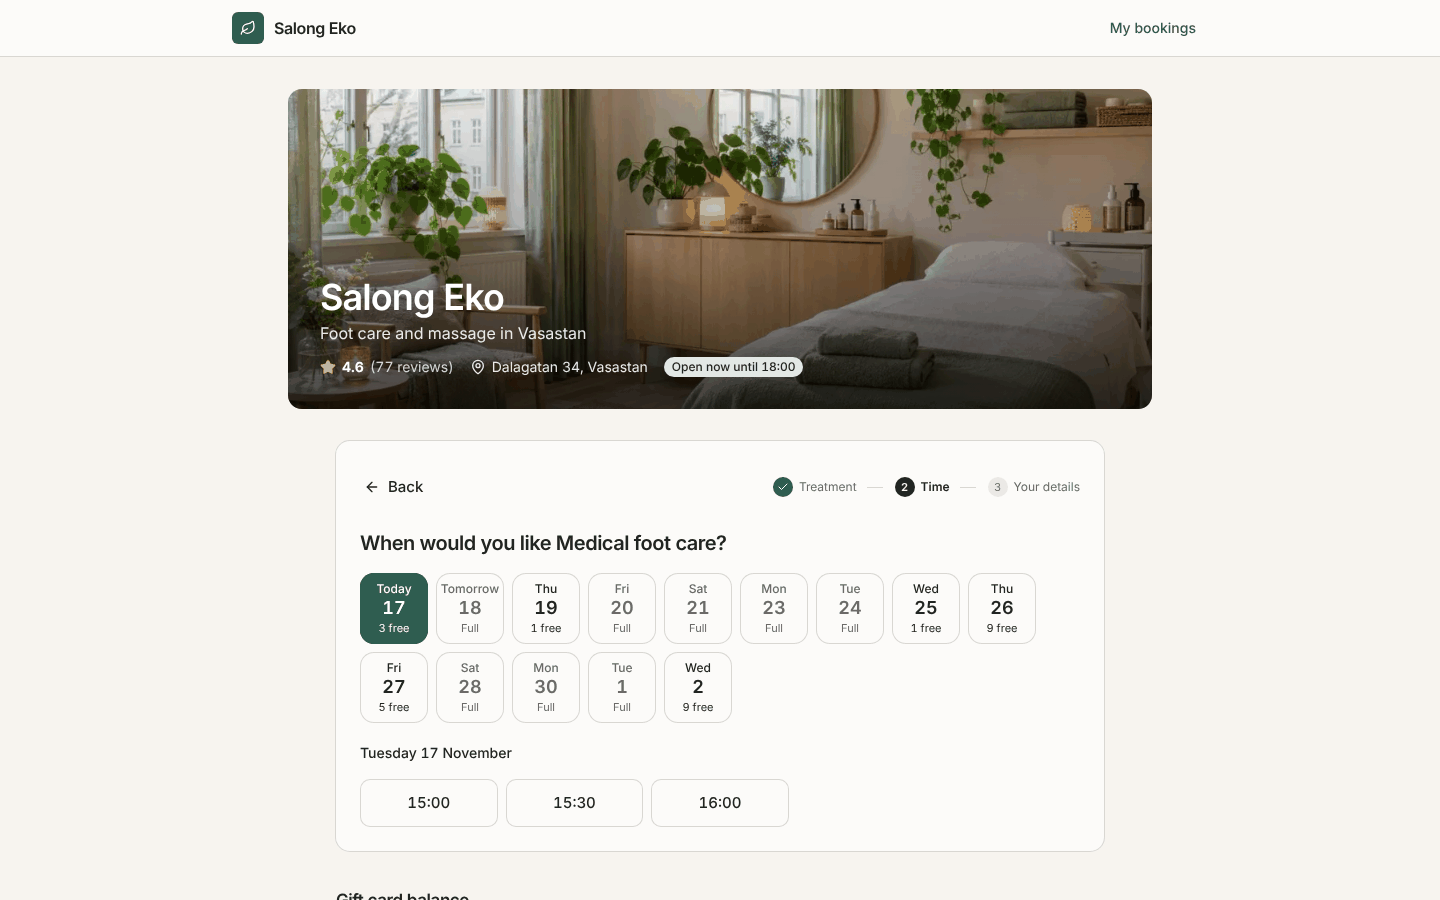 Salong Eko
My bookings
Salong Eko
Foot care and massage in Vasastan
4.6 (77 reviews) Dalagatan 34, Vasastan Open now until 18:00
Back
Treatment 2 Time 3 Your details
When would you like Medical foot care?
Today Tomorrow Thu Fri Sat Mon Tue Wed Thu
17 18 19 20 21 23 24 25 26
3 free Full 1 free Full Full Full Full 1 free 9 free
Fri Sat Mon Tue Wed
27 28 30 1 2
5 free Full Full Full 9 free
Tuesday 17 November
15:00 15:30 16:00
Gift card balance